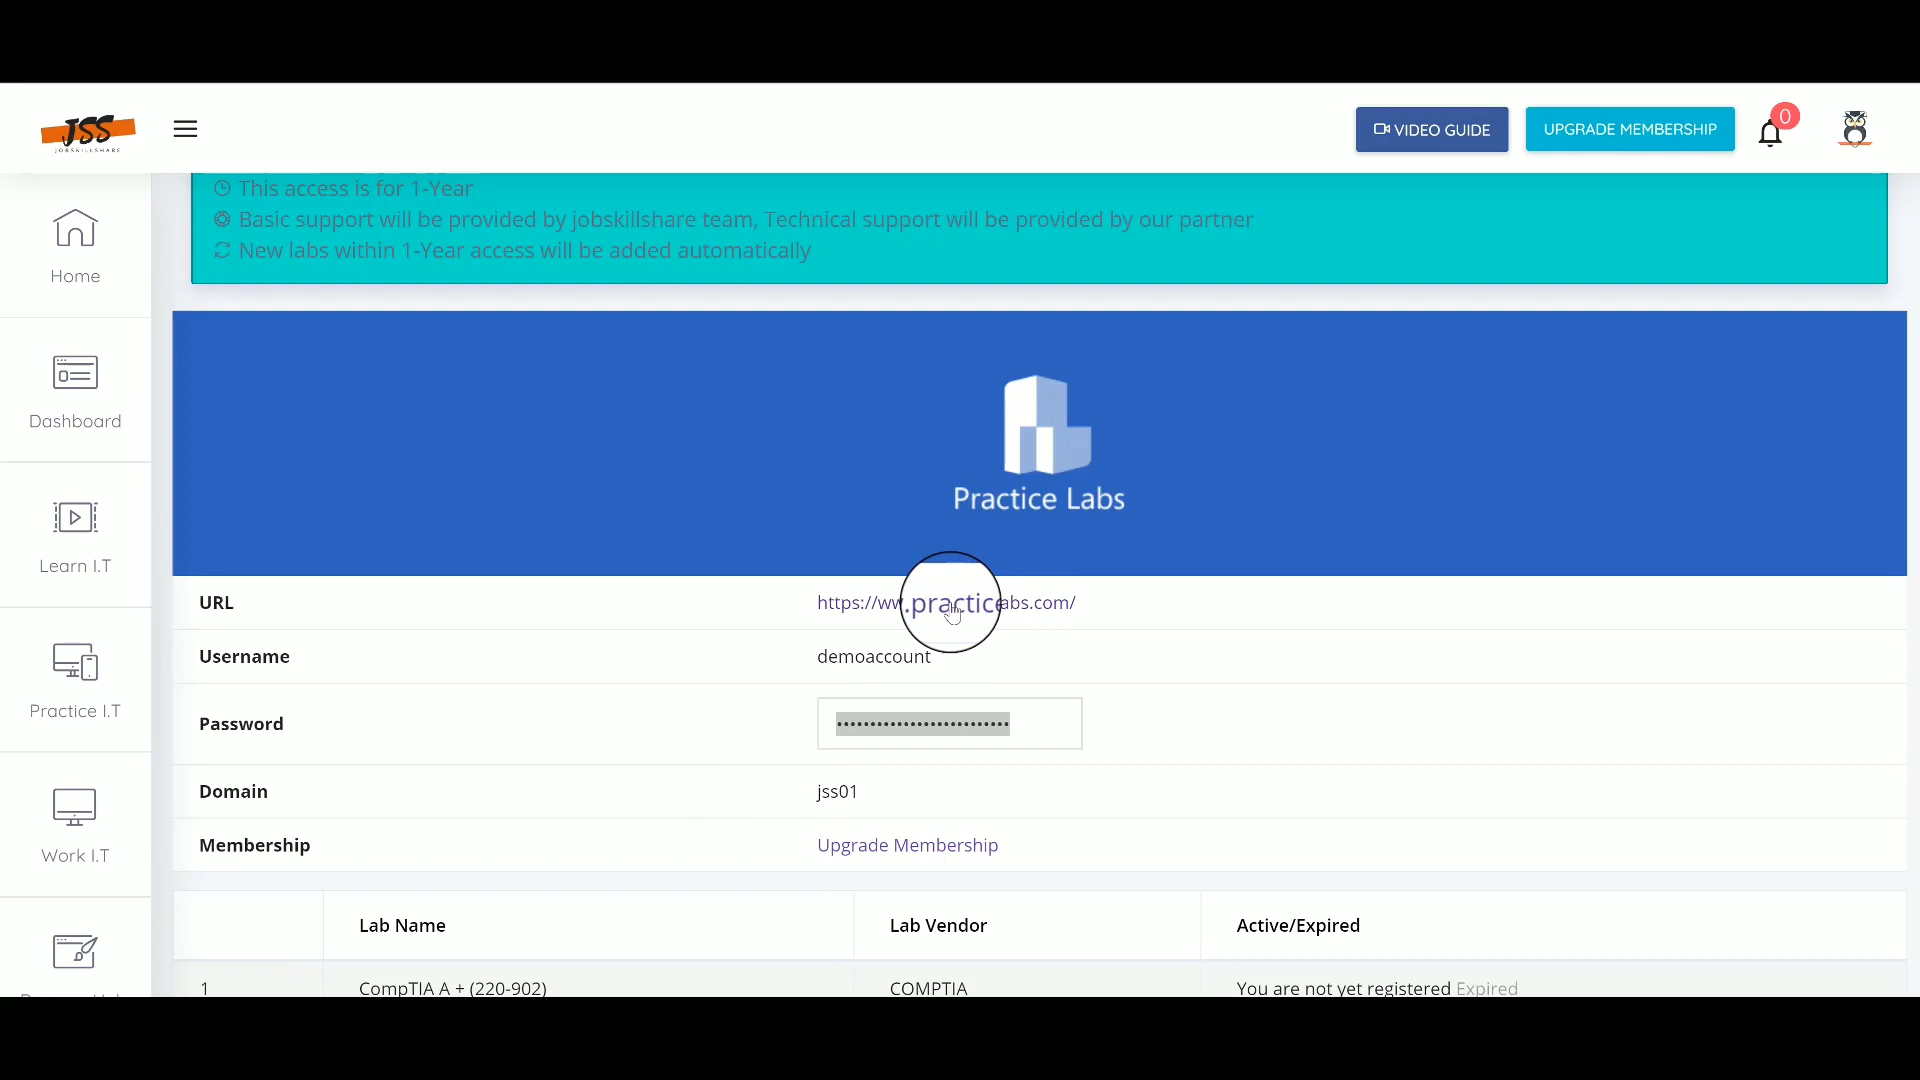 JSS
JOBSKILLSHARE
VIDEO GUIDE
UPGRADE MEMBERSHIP
0
This access is for 1-Year
Basic support will be provided by jobskillshare team, Technical support will be provided by our partner
New labs within 1-Year access will be added automatically
Home
Dashboard
Learn I.T
Practice I.T
Work I.T
Practice Labs
URL
https://ww.practicabs.com/
Username
demoaccount
Password
Domain
jss01
Membership
Upgrade Membership
Lab Name
Lab Vendor
Active/Expired
1
CompTIA A + (220-902)
COMPTIA
You are not yet registered Expired